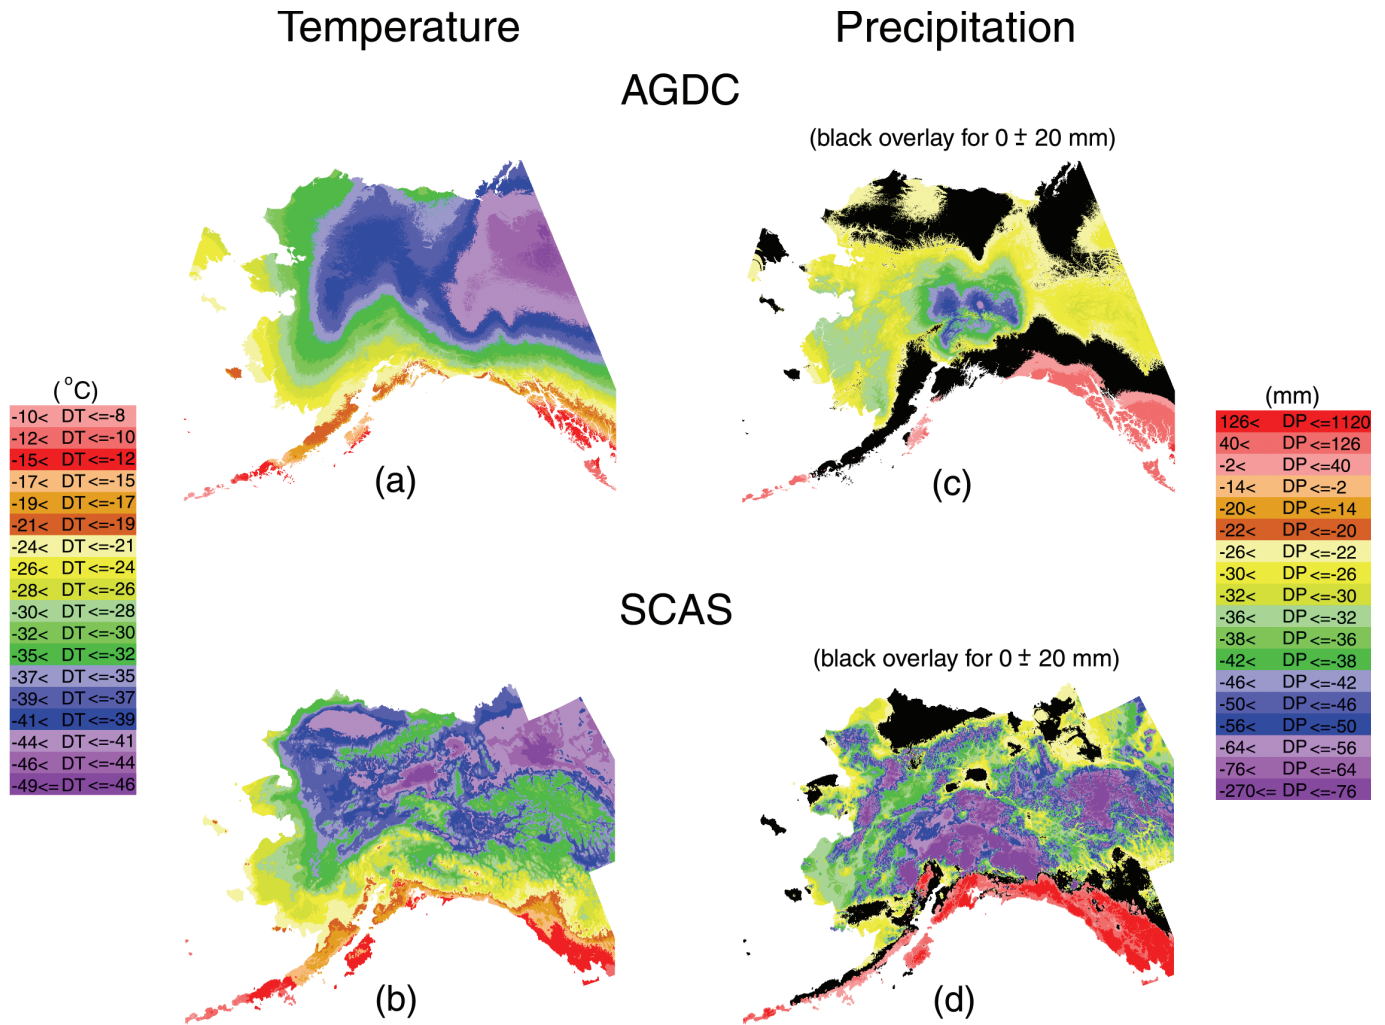 Temperature
Precipitation
AGDC
(black overlay for 0 ± 20 mm)
(a)
(c)
(°C)
-10< DT <=-8
-12< DT <=-10
-15< DT <=-12
-17< DT <=-15
-19< DT <=-17
-21< DT <=-19
-24< DT <=-21
-26< DT <=-24
-28< DT <=-26
-30< DT <=-28
-32< DT <=-30
-35< DT <=-32
-37< DT <=-35
-39< DT <=-37
-41< DT <=-39
-44< DT <=-41
-46< DT <=-44
-49<= DT <=-46
(mm)
126< DP <=1120
40< DP <=126
-2< DP <=40
-14< DP <=-2
-20< DP <=-14
-22< DP <=-20
-26< DP <=-22
-30< DP <=-26
-32< DP <=-30
-36< DP <=-32
-38< DP <=-36
-42< DP <=-38
-46< DP <=-42
-50< DP <=-46
-56< DP <=-50
-64< DP <=-56
-76< DP <=-64
-270<= DP <=-76
SCAS
(black overlay for 0 ± 20 mm)
(b)
(d)